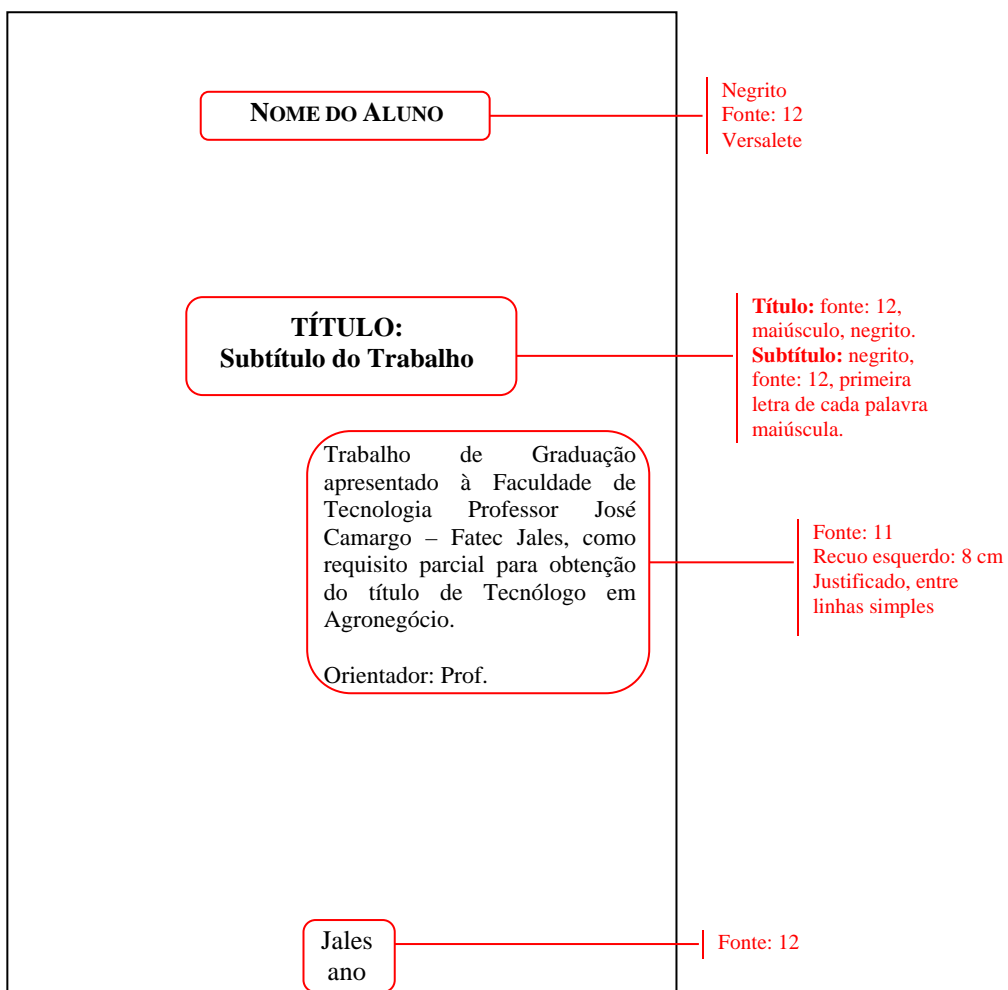 NOME DO ALUNO
Negrito
Fonte: 12
Versalete
TÍTULO:
Subtítulo do Trabalho
Título: fonte: 12,
maiúsculo, negrito.
Subtítulo: negrito,
fonte: 12, primeira
letra de cada palavra
maiúscula.
Trabalho de Graduação
apresentado à Faculdade de
Tecnologia Professor José
Camargo – Fatec Jales, como
requisito parcial para obtenção
do título de Tecnólogo em
Agronegócio.
Orientador: Prof.
Fonte: 11
Recuo esquerdo: 8 cm
Justificado, entre
linhas simples
Jales
ano
Fonte: 12